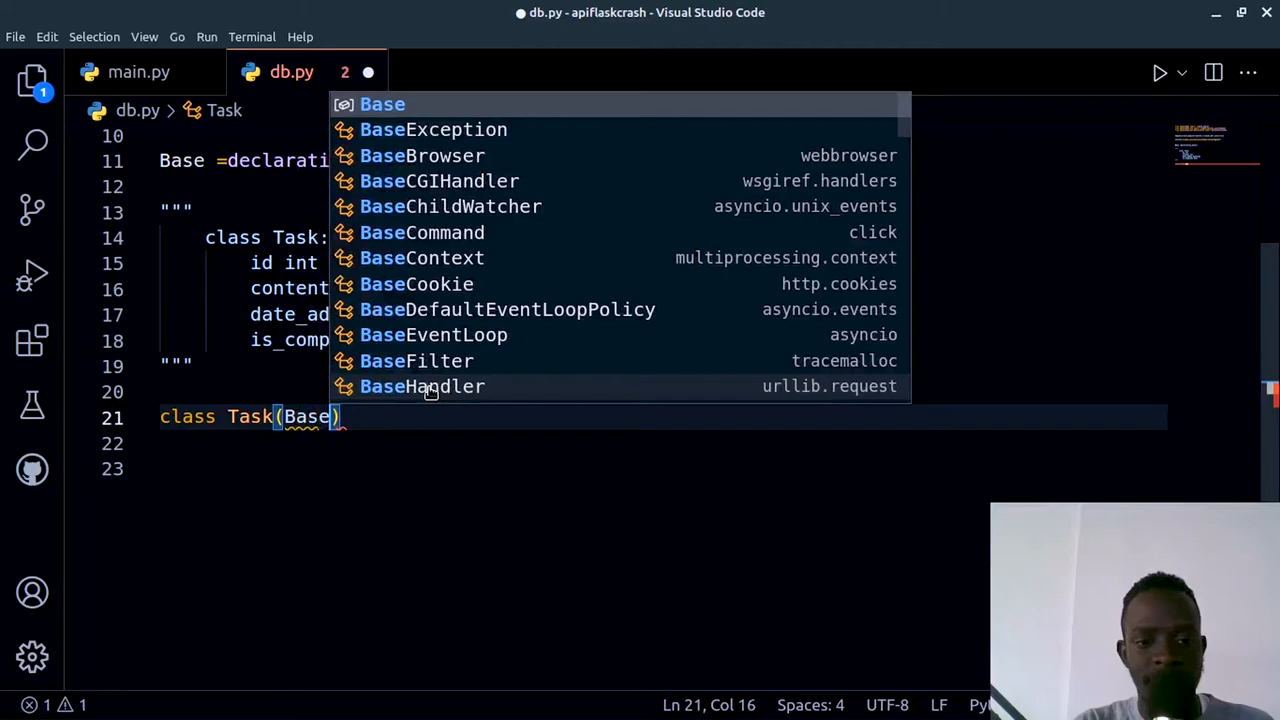 db.py - apiflaskcrash - Visual Studio Code
File Edit Selection View Go Run Terminal Help
main.py
db.py 2
db.py > Task
1
10
11 Base =declarati
12
13 """
14 class Task:
15 id int
16 content
17 date_ad
18 is_comp
19 """
20
21 class Task(Base)
22
23
Base
BaseException
BaseBrowser webbrowser
BaseCGIHandler wsgiref.handlers
BaseChildWatcher asyncio.unix_events
BaseCommand click
BaseContext multiprocessing.context
BaseCookie http.cookies
BaseDefaultEventLoopPolicy asyncio.events
BaseEventLoop asyncio
BaseFilter tracemalloc
BaseHandler urllib.request
1 1 Ln 21, Col 16 Spaces: 4 UTF-8 LF Py